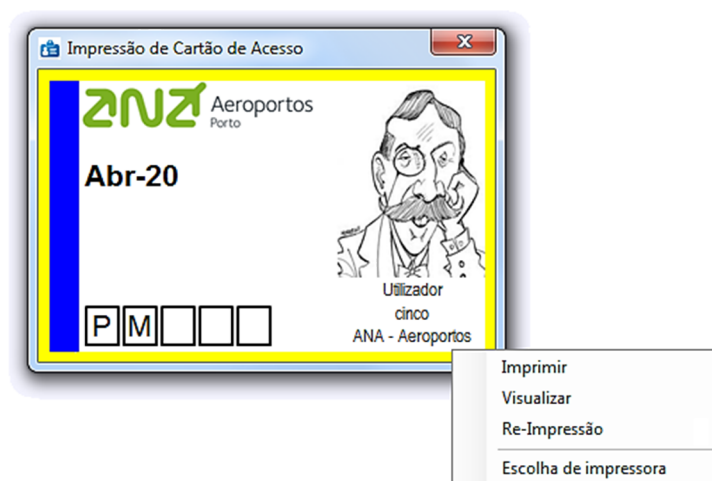 Impressão de Cartão de Acesso
ANA Aeroportos
Porto
Abr-20
P M
Utilizador
cinco
ANA - Aeroportos
Imprimir
Visualizar
Re-Impressão
Escolha de impressora